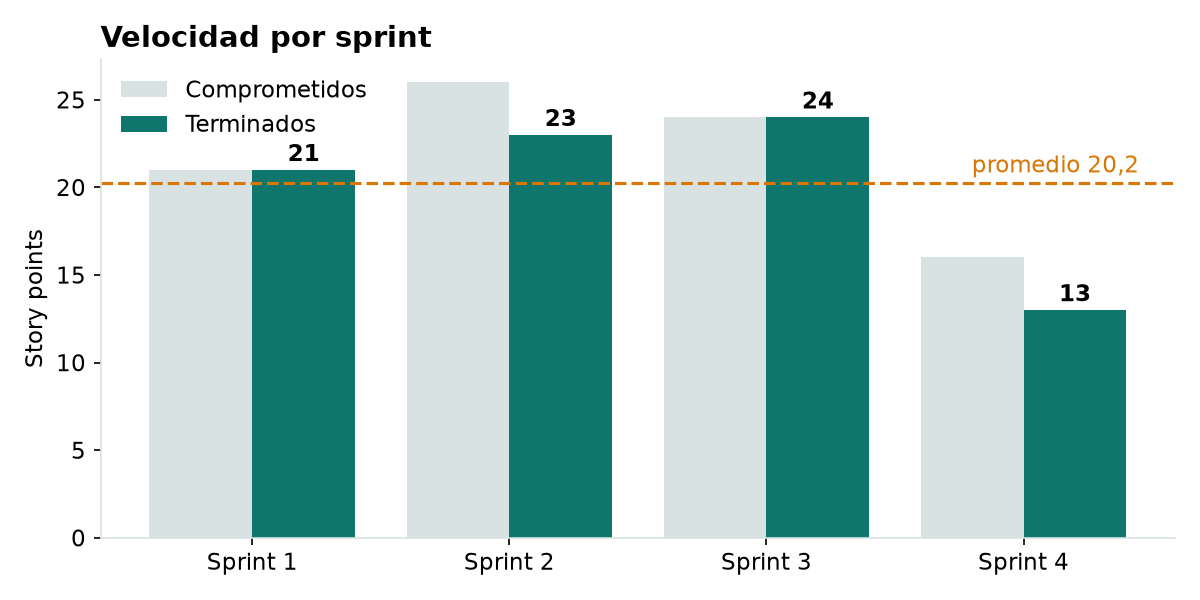 Velocidad por sprint
Comprometidos
Terminados
21
23
24
13
promedio 20,2
Story points
25
20
15
10
5
0
Sprint 1
Sprint 2
Sprint 3
Sprint 4